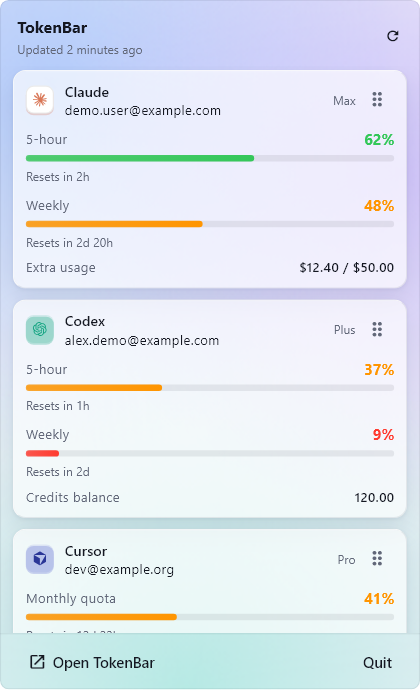 TokenBar
Updated 2 minutes ago
Claude
demo.user@example.com
Max
5-hour
62%
Resets in 2h
Weekly
48%
Resets in 2d 20h
Extra usage
$12.40 / $50.00
Codex
alex.demo@example.com
Plus
5-hour
37%
Resets in 1h
Weekly
9%
Resets in 2d
Credits balance
120.00
Cursor
dev@example.org
Pro
Monthly quota
41%
Open TokenBar
Quit